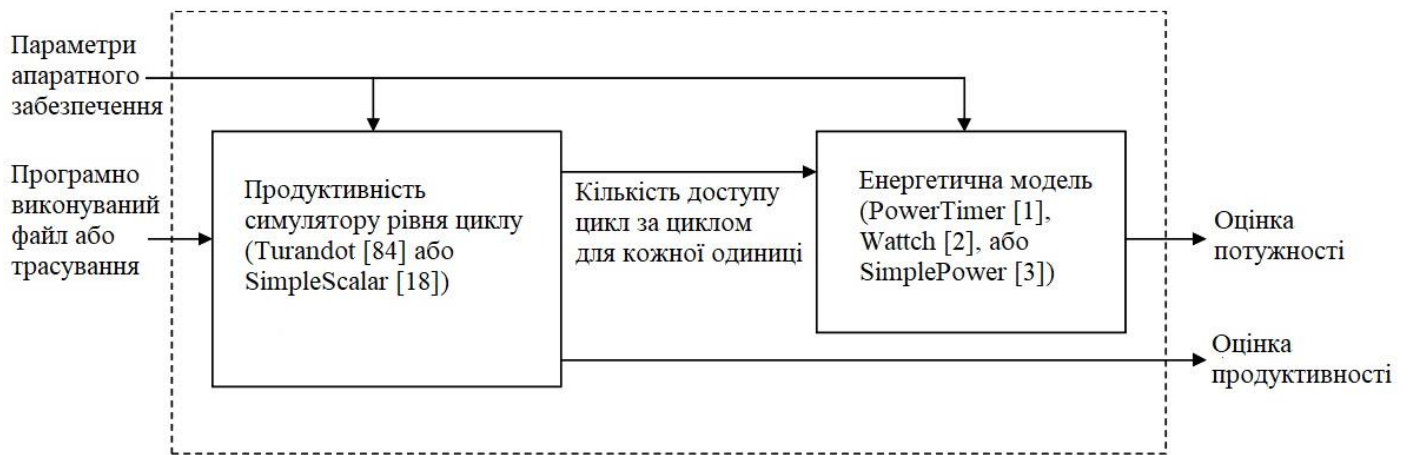 Параметри
апаратного
забезпечення
Програмно
виконуваний
файл або
трасування
Продуктивність
симулятору рівня циклу
(Turandot [84] або
SimpleScalar [18])
Кількість доступу
цикл за циклом
для кожної одиниці
Енергетична модель
(PowerTimer [1],
Wattch [2], або
SimplePower [3])
Оцінка
потужності
Оцінка
продуктивності